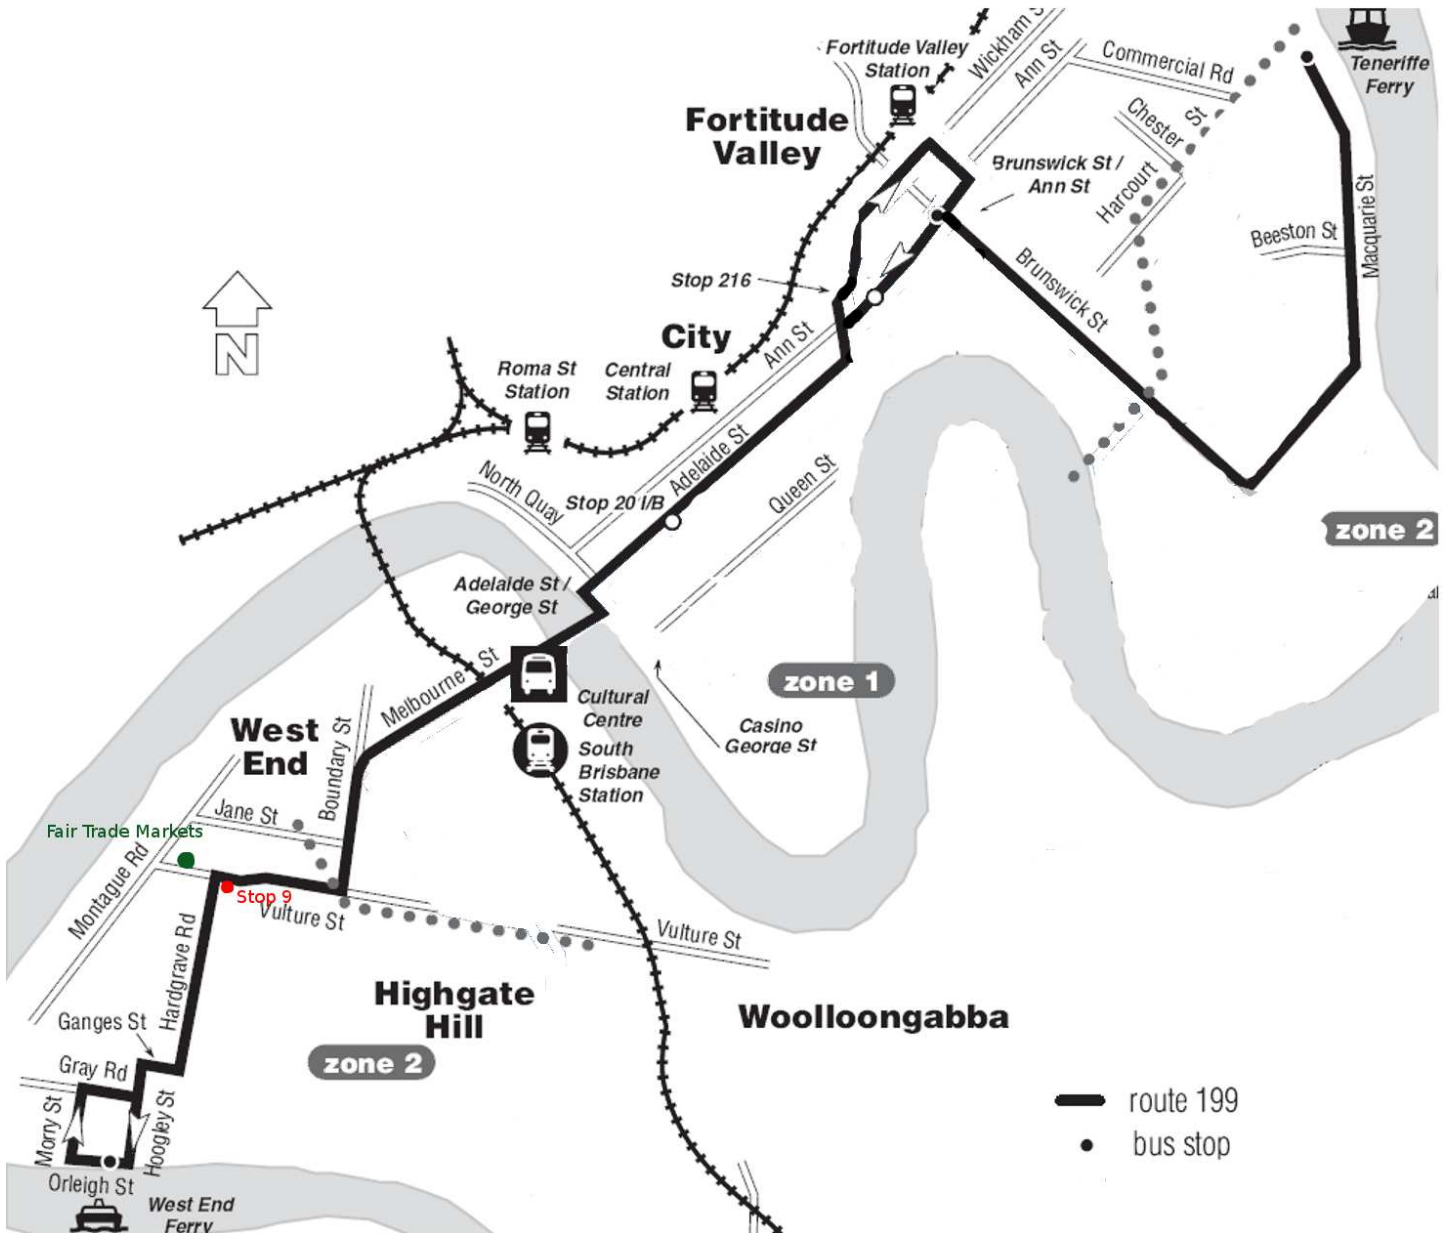 Wickham S
Teneriffe
Ferry
Fortitude Valley
Station
Ann St
Commercial Rd
Chester
St
Harcourt
Fortitude
Valley
Brunswick St /
Ann St
Macquarie St
Beeston St
Brunswick St
Stop 216
N
City
Ann St
Roma St
Station
Central
Station
North Quay
Stop 20 I/B
Adelaide St
Queen St
zone 2
Adelaide St /
George St
zone 1
Melbourne St
Cultural
Centre
Casino
George St
South
Brisbane
Station
West
End
Boundary St
Jane St
Fair Trade Markets
Montague Rd
Stop 9
Vulture St
Vulture St
Hardgrave Rd
Highgate
Hill
Woolloongabba
Ganges St
zone 2
Gray Rd
Morry St
Hoogley St
route 199
bus stop
Orleigh St
West End
Ferry